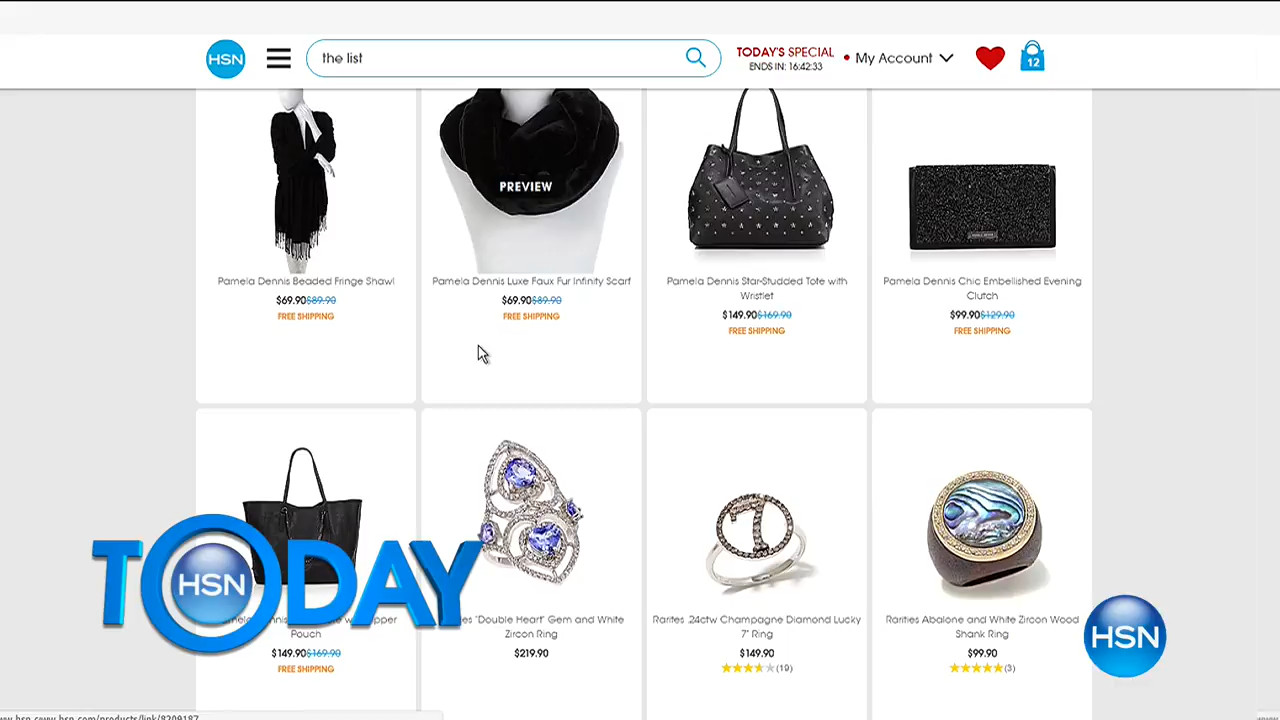 HSN
the list
TODAY'S SPECIAL
ENDS IN: 16:42:33
My Account
12
PREVIEW
Pamela Dennis Beaded Fringe Shawl
$69.90$89.90
FREE SHIPPING
Pamela Dennis Luxe Faux Fur Infinity Scarf
$69.90$89.90
FREE SHIPPING
Pamela Dennis Star-Studded Tote with
Wristlet
$149.90$169.90
FREE SHIPPING
Pamela Dennis Chic Embellished Evening
Clutch
$99.90$129.90
FREE SHIPPING
Pouch
$149.90$169.90
FREE SHIPPING
"Double Heart" Gem and White
Zircon Ring
$219.90
Rarities .24ctw Champagne Diamond Lucky
7" Ring
$149.90
(19)
Rarities Abalone and White Zircon Wood
Shank Ring
$99.90
(3)
TODAY
HSN
HSN